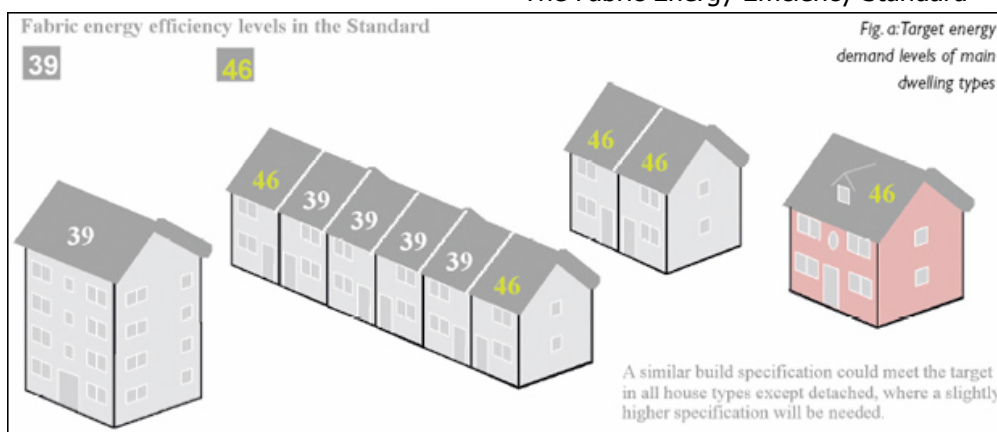 The Fabric Energy Efficiency Standard
Fabric energy efficiency levels in the Standard
39
46
Fig. a:Target energy
demand levels of main
dwelling types
39
46
39
39
39
39
46
46
46
46
A similar build specification could meet the target
in all house types except detached, where a slightly
higher specification will be needed.